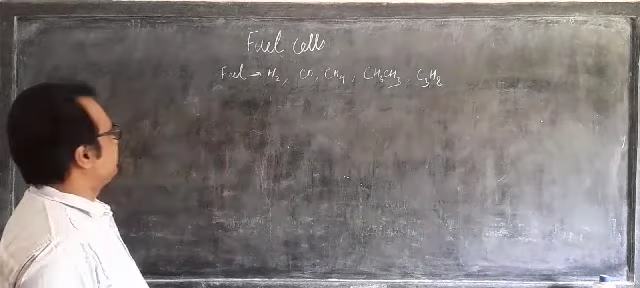 Fuel cells
Fuel → H₂, CO, CH₄, CH₃CH₃, C₃H₈